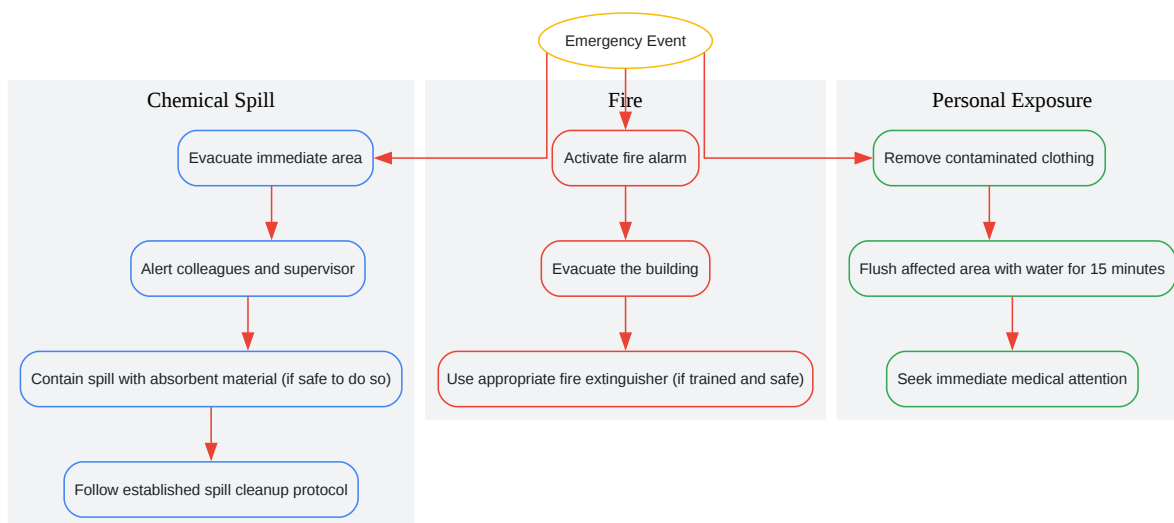 Emergency Event
Chemical Spill
Evacuate immediate area
Alert colleagues and supervisor
Contain spill with absorbent material (if safe to do so)
Follow established spill cleanup protocol
Fire
Activate fire alarm
Evacuate the building
Use appropriate fire extinguisher (if trained and safe)
Personal Exposure
Remove contaminated clothing
Flush affected area with water for 15 minutes
Seek immediate medical attention